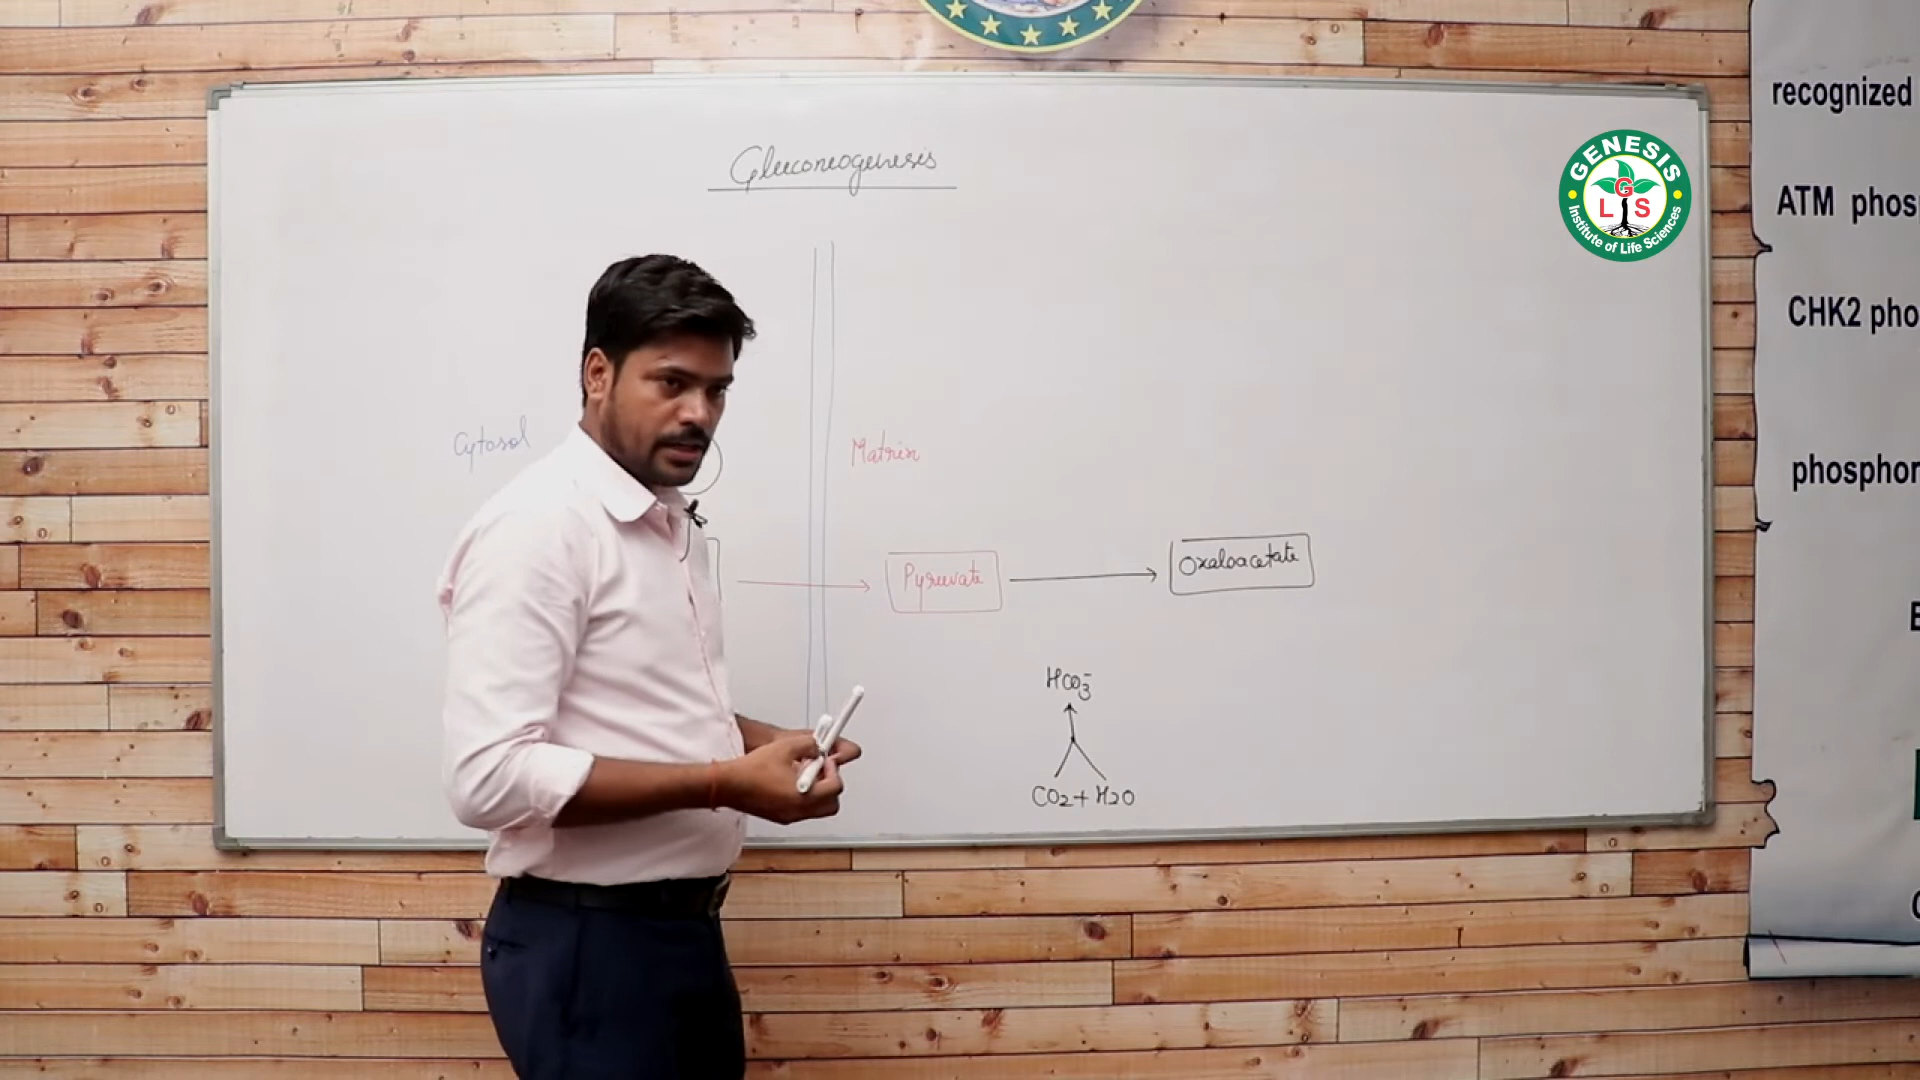 Gluconeogenesis
GENESIS
GLS
Institute of Life Sciences
recognized
ATM phos
CHK2 pho
phosphor
Cytosol
Matrix
Pyruvate
Oxaloacetate
HCO3-
CO2+H2O